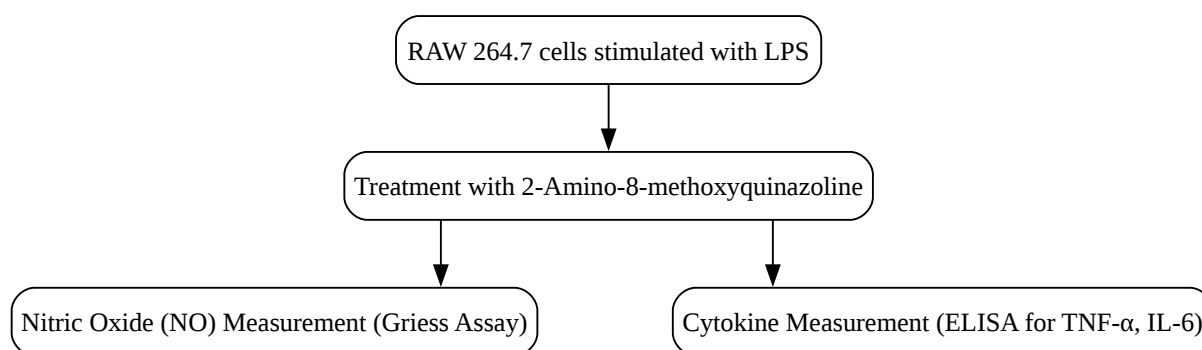 RAW 264.7 cells stimulated with LPS
Treatment with 2-Amino-8-methoxyquinazoline
Nitric Oxide (NO) Measurement (Griess Assay)
Cytokine Measurement (ELISA for TNF-α, IL-6)